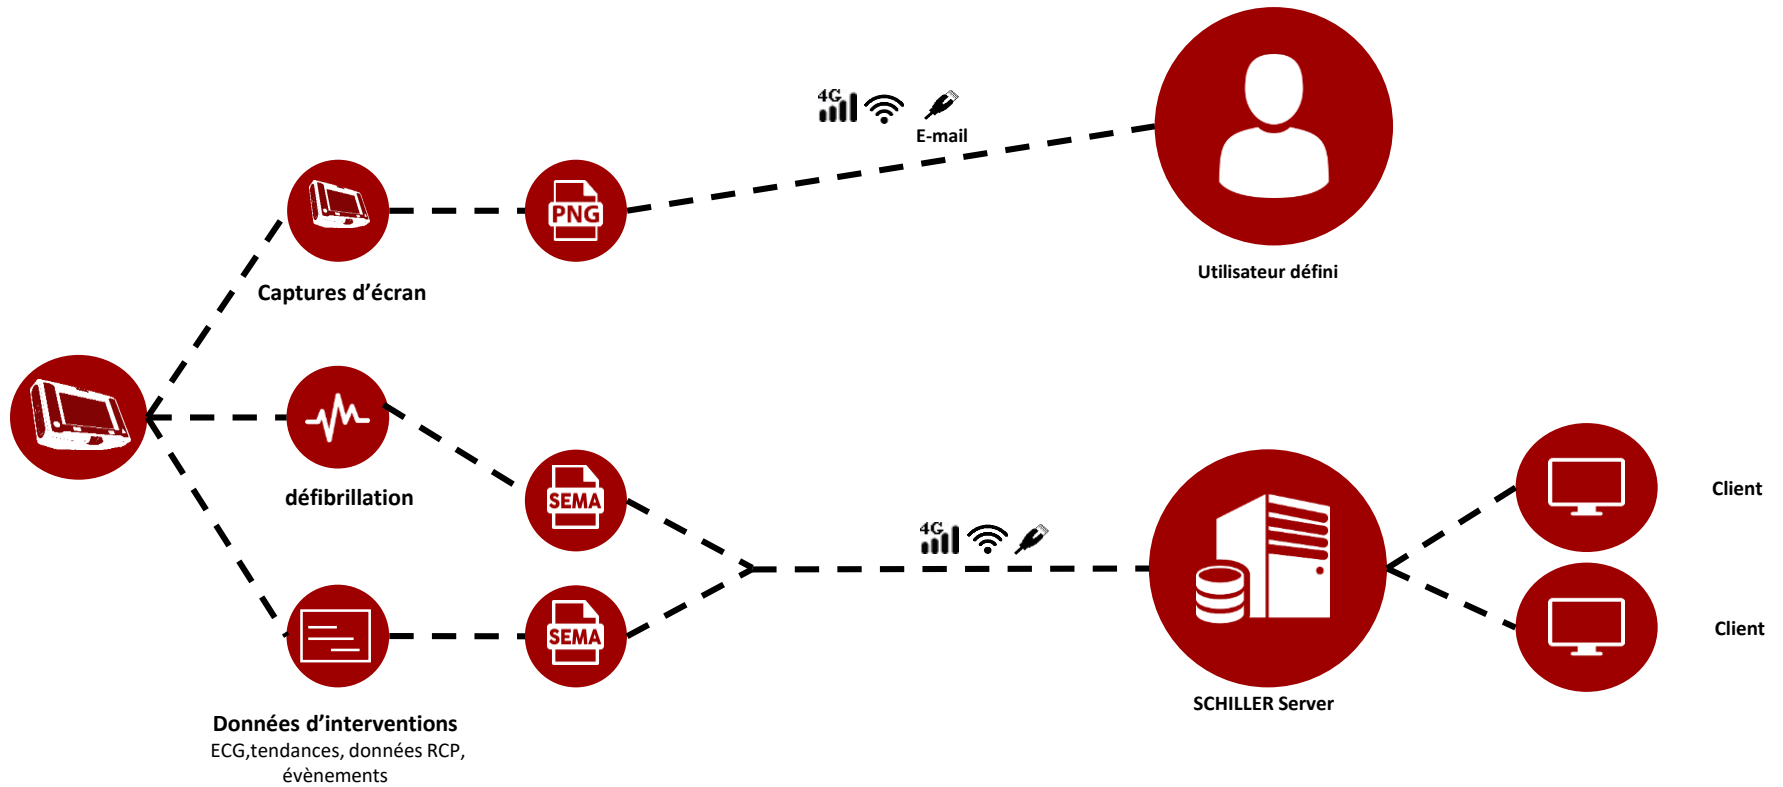 4G
E-mail
PNG
Utilisateur défini
Captures d’écran
défibrillation
SEMA
4G
Client
SEMA
Client
SCHILLER Server
Données d’interventions
ECG,tendances, données RCP,
évènements